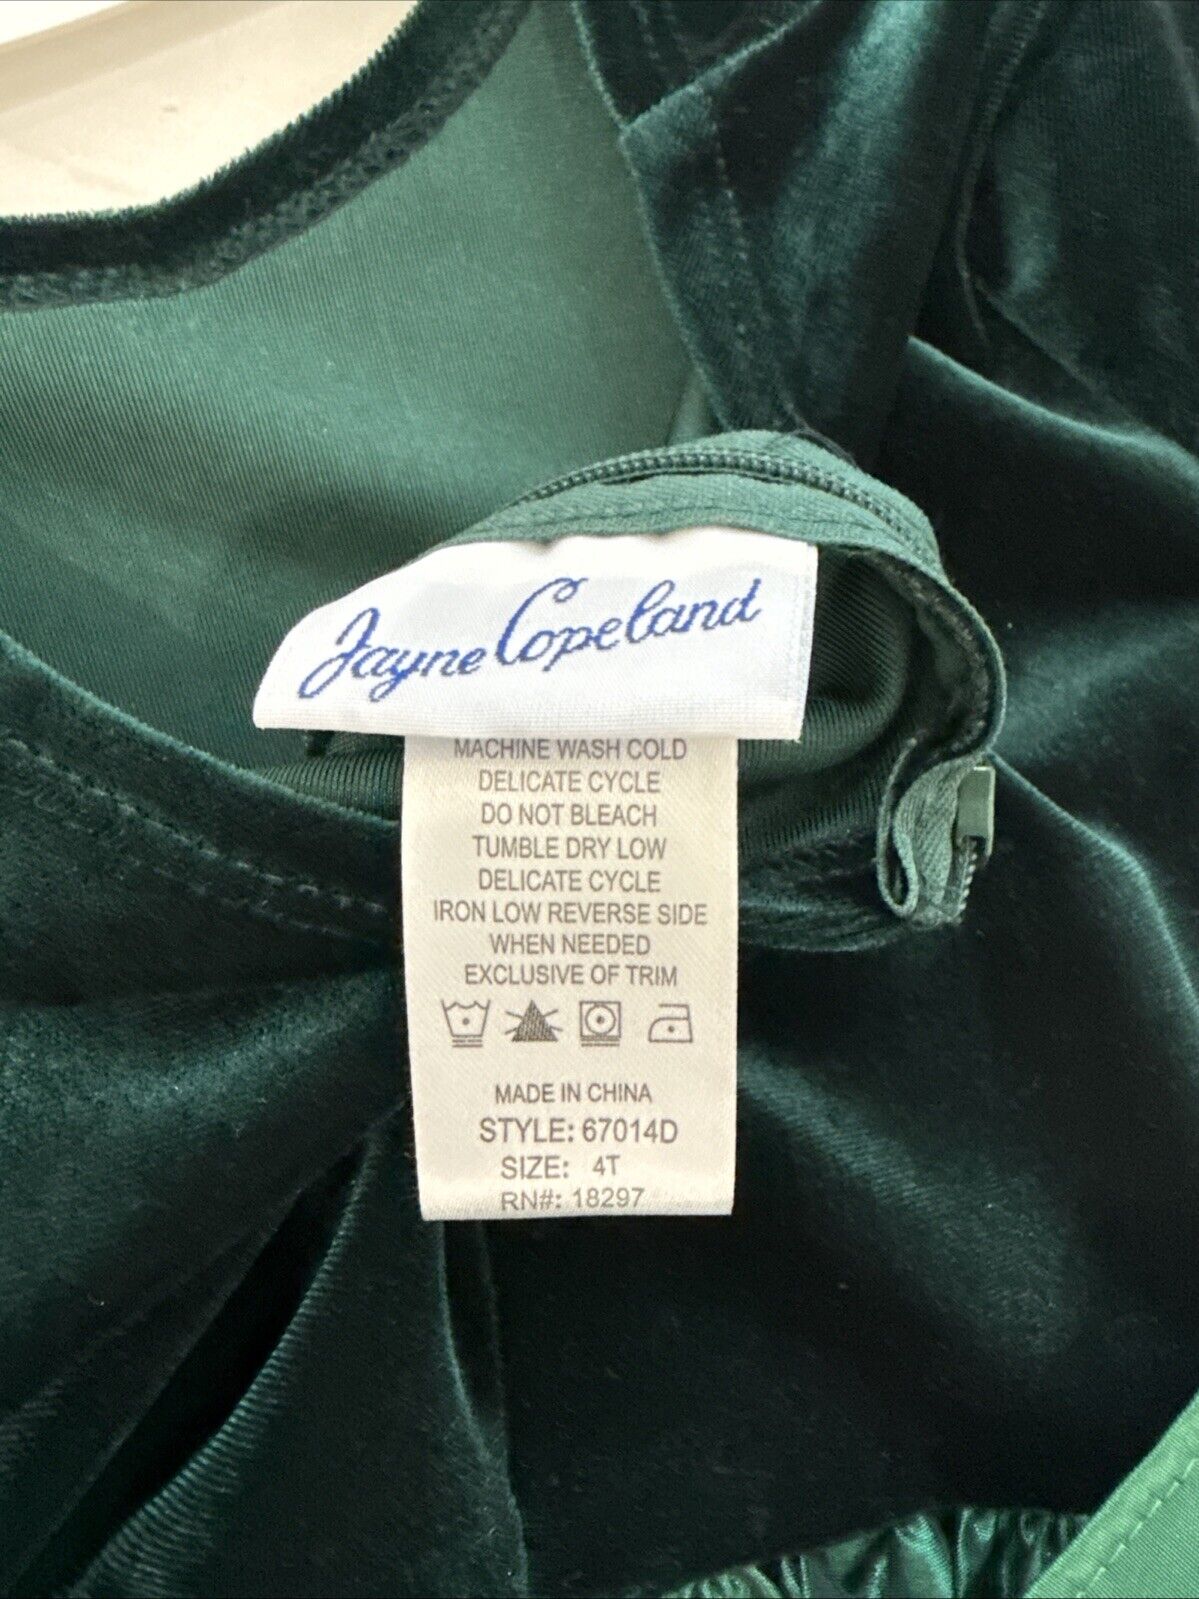 Jayne Copeland
MACHINE WASH COLD
DELICATE CYCLE
DO NOT BLEACH
TUMBLE DRY LOW
DELICATE CYCLE
IRON LOW REVERSE SIDE
WHEN NEEDED
EXCLUSIVE OF TRIM
MADE IN CHINA
STYLE: 67014D
SIZE: 4T
RN#: 18297